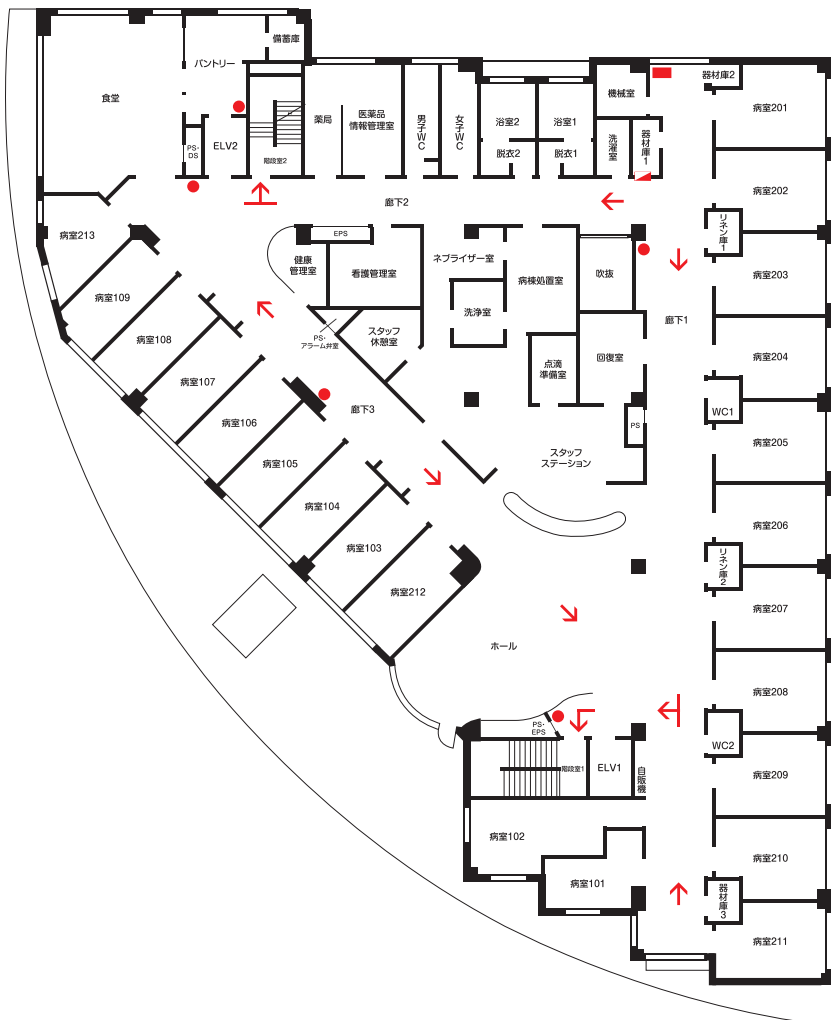 備蓄庫
パントリー
食堂
PS・
DS
ELV2
階段室2
薬局
医薬品
情報管理室
男子WC
女子WC
浴室2
脱衣2
浴室1
脱衣1
機械室
洗濯室
器材庫1
器材庫2
病室201
病室202
リネン庫1
病室203
病室204
WC1
病室205
病室206
リネン庫2
病室207
病室208
WC2
病室209
病室210
器材庫3
病室211
廊下2
廊下1
EPS
健康
管理室
看護管理室
ネブライザー室
病棟処置室
吹抜
洗浄室
点滴
準備室
回復室
PS
スタッフ
ステーション
スタッフ
休憩室
PS・
アラーム弁室
廊下3
病室213
病室109
病室108
病室107
病室106
病室105
病室104
病室103
病室212
ホール
PS・
EPS
階段室1
ELV1
自販機
病室102
病室101